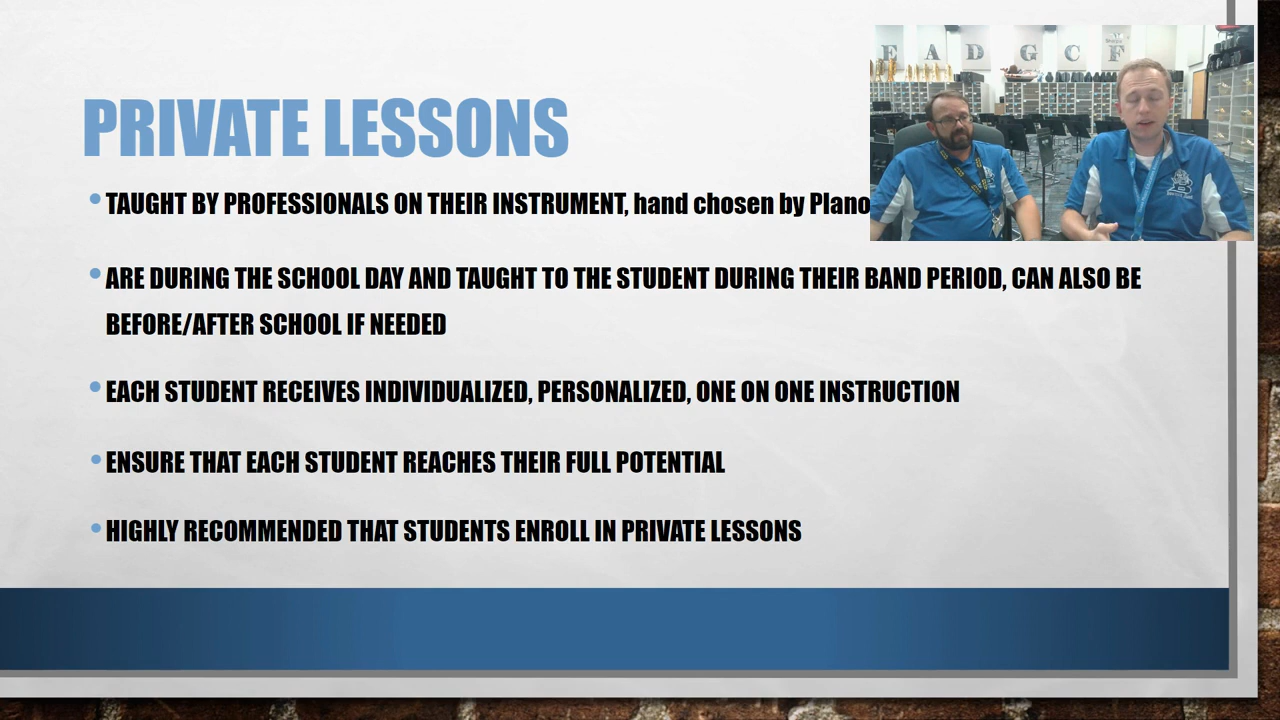 E A D G C F
PRIVATE LESSONS
• TAUGHT BY PROFESSIONALS ON THEIR INSTRUMENT, hand chosen by Plano
• ARE DURING THE SCHOOL DAY AND TAUGHT TO THE STUDENT DURING THEIR BAND PERIOD, CAN ALSO BE
BEFORE/AFTER SCHOOL IF NEEDED
• EACH STUDENT RECEIVES INDIVIDUALIZED, PERSONALIZED, ONE ON ONE INSTRUCTION
• ENSURE THAT EACH STUDENT REACHES THEIR FULL POTENTIAL
• HIGHLY RECOMMENDED THAT STUDENTS ENROLL IN PRIVATE LESSONS